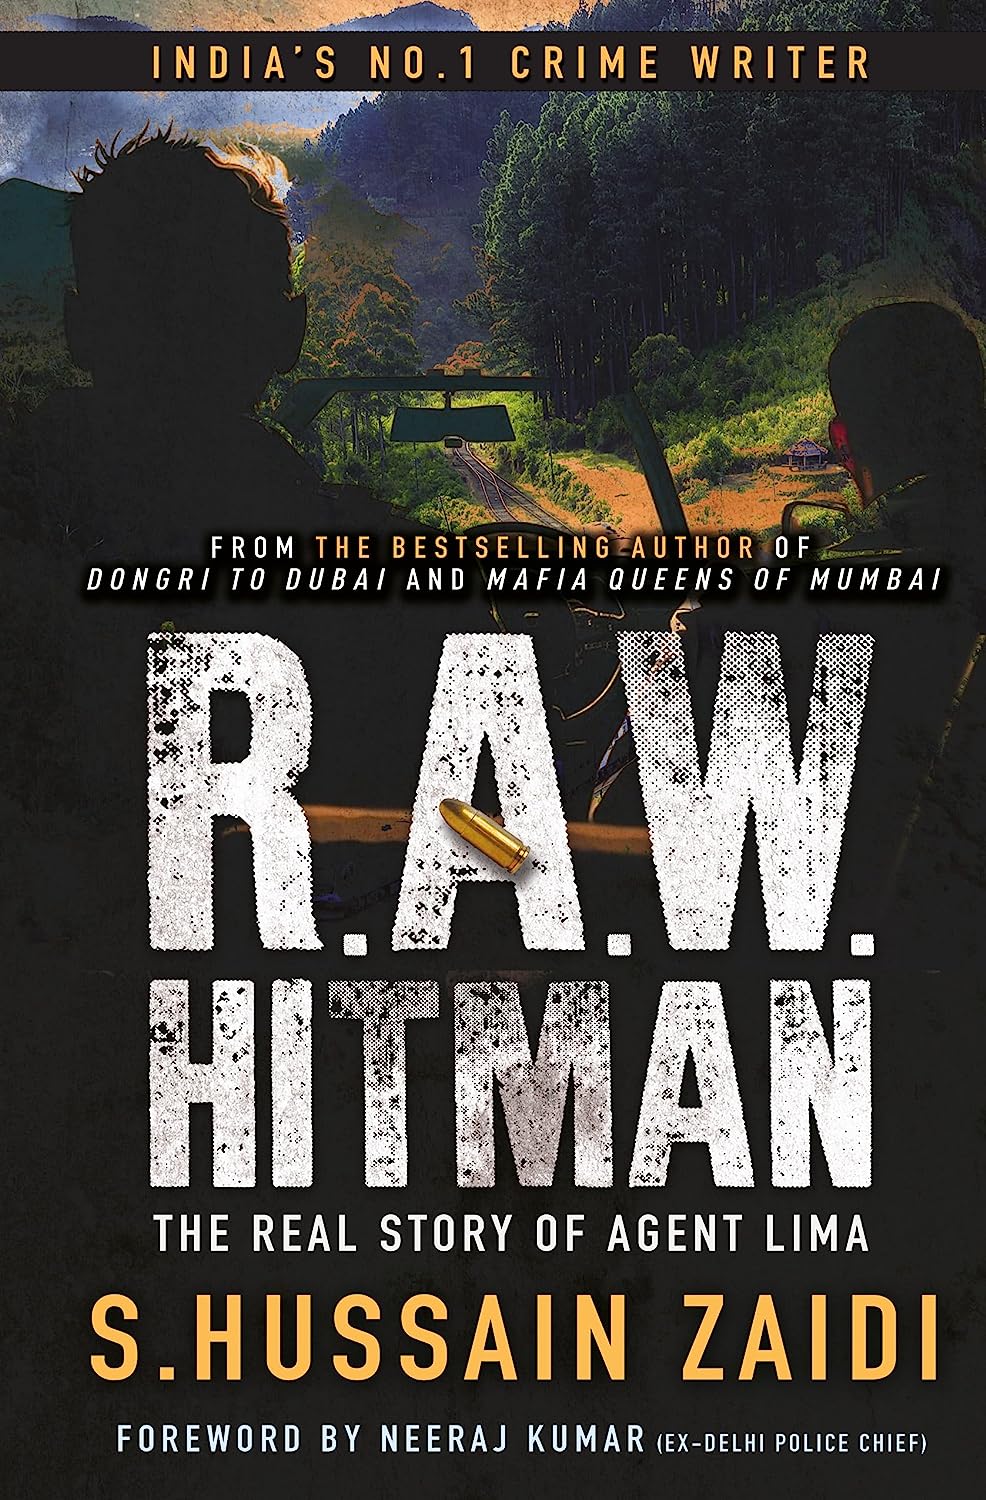 INDIA'S NO.1 CRIME WRITER
FROM THE BESTSELLING AUTHOR OF
DONGRI TO DUBAI AND MAFIA QUEENS OF MUMBAI
R.A.W.
HITMAN
THE REAL STORY OF AGENT LIMA
S.HUSSAIN ZAIDI
FOREWORD BY NEERAJ KUMAR (EX-DELHI POLICE CHIEF)